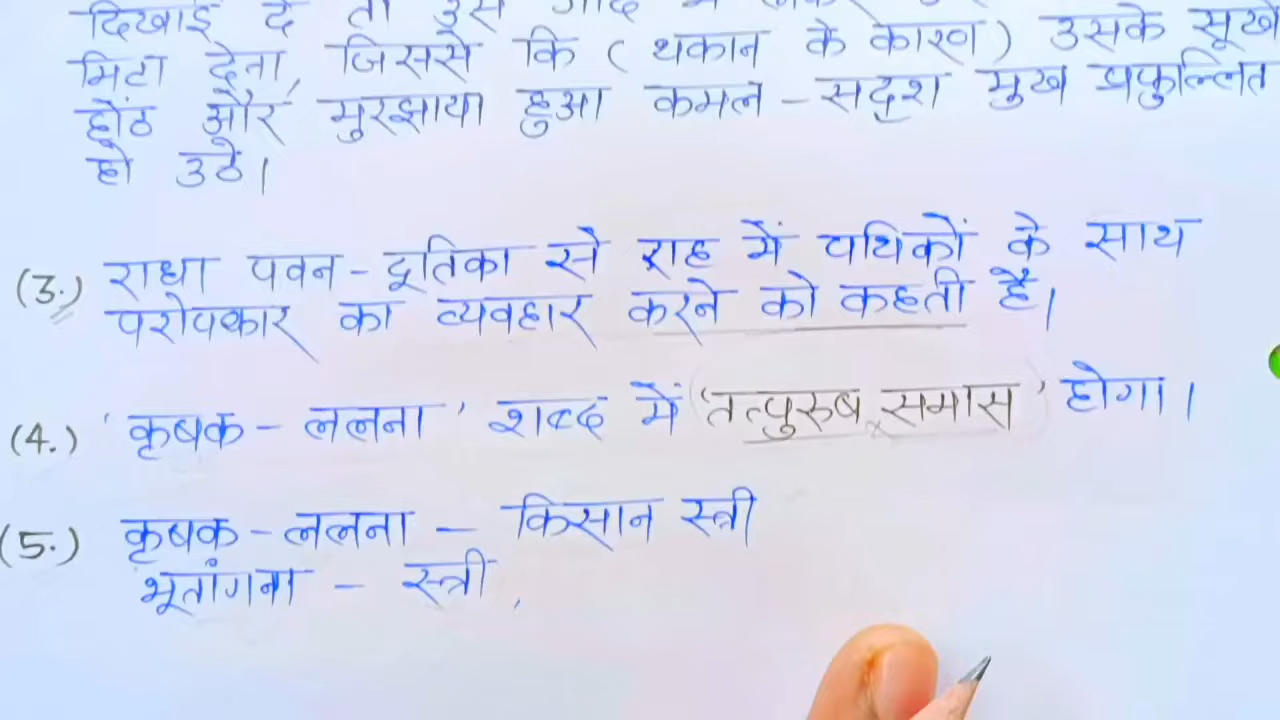 दिखाई दे तो उसे गोद में
मिटा देता, जिससे कि (थकान के कारण) उसके सूखे
होंठ और मुरझाया हुआ कमल-सदृश मुख प्रफुल्लित
हो उठे।
(3.) राधा पवन-दूतिका से राह में पथिकों के साथ
परोपकार का व्यवहार करने को कहती है।
(4.) 'कृषक-ललना' शब्द में 'तत्पुरुष समास' होगा।
(5.) कृषक-ललना - किसान स्त्री
भूतांगना - स्त्री,